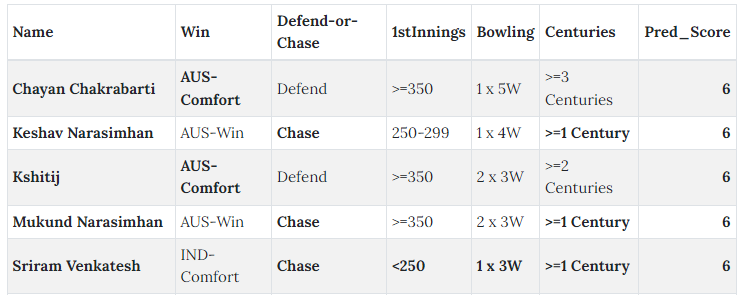 Name Win Defend-or-Chase 1stInnings Bowling Centuries Pred_Score
Chayan Chakrabarti AUS-Comfort Defend >=350 1 x 5W >=3 Centuries 6
Keshav Narasimhan AUS-Win Chase 250-299 1 x 4W >=1 Century 6
Kshitij AUS-Comfort Defend >=350 2 x 3W >=2 Centuries 6
Mukund Narasimhan AUS-Win Chase >=350 2 x 3W >=1 Century 6
Sriram Venkatesh IND-Comfort Chase <250 1 x 3W >=1 Century 6